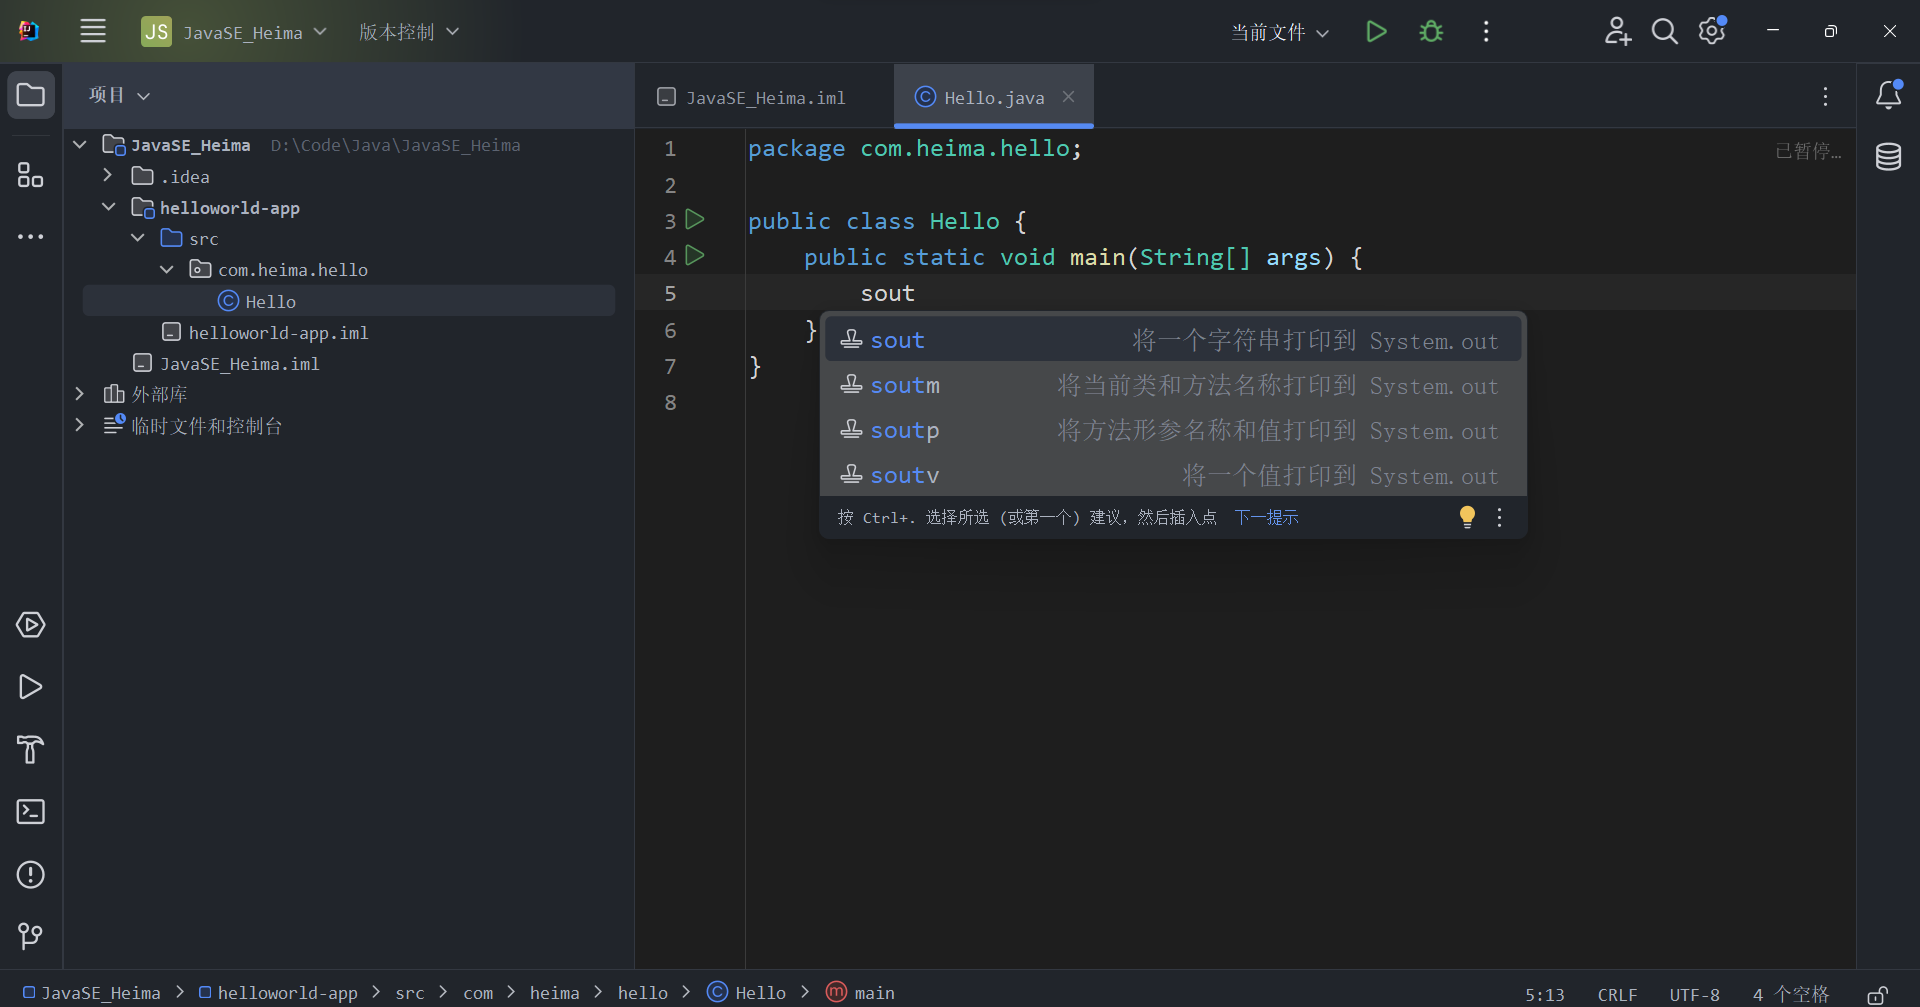 JS JavaSE_Heima 版本控制 当前文件
项目
JavaSE_Heima D:\Code\Java\JavaSE_Heima
.idea
helloworld-app
src
com.heima.hello
Hello
helloworld-app.iml
JavaSE_Heima.iml
外部库
临时文件和控制台
JavaSE_Heima.iml Hello.java
已暂停...
1 package com.heima.hello;
2
3 public class Hello {
4 public static void main(String[] args) {
5 sout
6 }
7 }
8
sout 将一个字符串打印到 System.out
soutm 将当前类和方法名称打印到 System.out
soutp 将方法形参名称和值打印到 System.out
soutv 将一个值打印到 System.out
按 Ctrl+. 选择所选 (或第一个) 建议，然后插入点 下一提示
JavaSE_Heima > helloworld-app > src > com > heima > hello > Hello > main
5:13 CRLF UTF-8 4 个空格